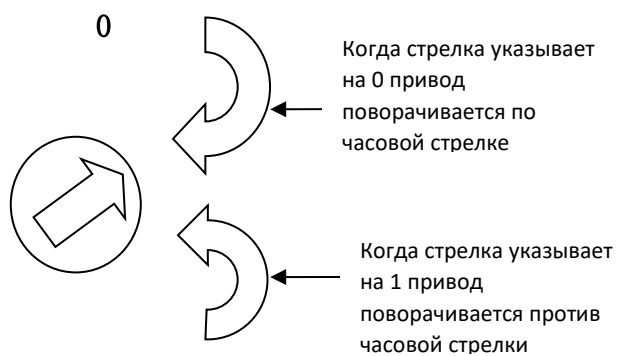 0
Когда стрелка указывает
на 0 привод
поворачивается по
часовой стрелке
Когда стрелка указывает
на 1 привод
поворачивается против
часовой стрелки